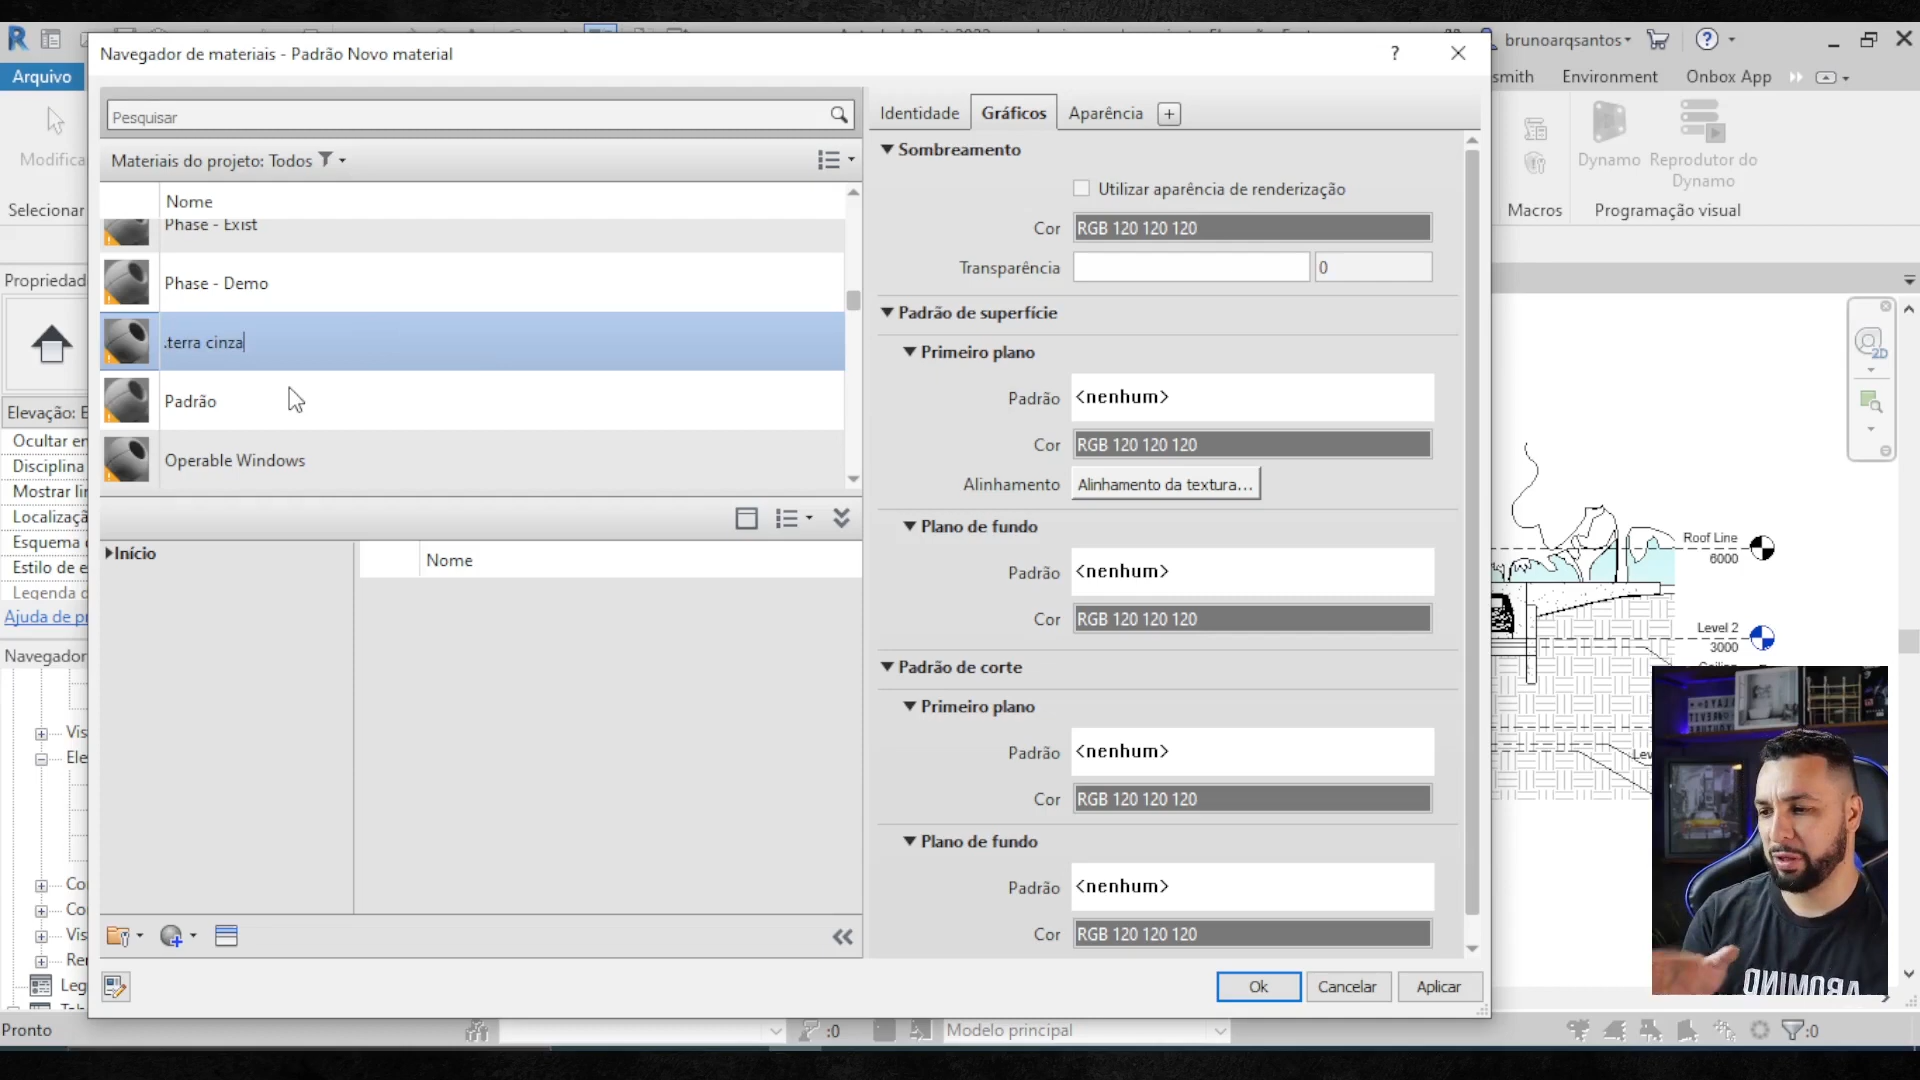 Navegador de materiais - Padrão Novo material
brunoarqsantos
Arquivo
smith
Environment
Onbox App
Modifica
Selecionar
Dynamo
Reprodutor do
Dynamo
Macros
Programação visual
Pesquisar
Materiais do projeto: Todos
Nome
Phase - Exist
Phase - Demo
.terra cinza
Padrão
Operable Windows
Início
Nome
Identidade
Gráficos
Aparência
Sombreamento
Utilizar aparência de renderização
Cor
RGB 120 120 120
Transparência
0
Padrão de superfície
Primeiro plano
Padrão
<nenhum>
Cor
RGB 120 120 120
Alinhamento
Alinhamento da textura...
Plano de fundo
Padrão
<nenhum>
Cor
RGB 120 120 120
Padrão de corte
Primeiro plano
Padrão
<nenhum>
Cor
RGB 120 120 120
Plano de fundo
Padrão
<nenhum>
Cor
RGB 120 120 120
Ok
Cancelar
Aplicar
Propriedad
Elevação: E
Ocultar er
Disciplina
Mostrar lir
Localizaçã
Esquema
Estilo de e
Legenda
Ajuda de pr
Navegador
Vis
Ele
Co
Co
Vis
Rer
Leg
Pronto
:0
Modelo principal
:0
2D
Roof Line
6000
Level 2
3000
Lev
ABOMINO